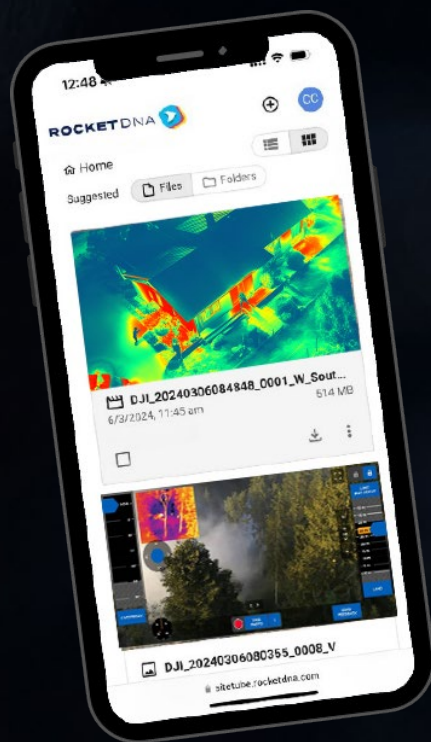 12:48
ROCKETDNA
CC
Home
Suggested
Files
Folders
DJI_20240306084848_0001_W_Sout...
6/3/2024, 11:45 am
514 MB
DJI_20240306080355_0008_V
sitetube.rocketdna.com